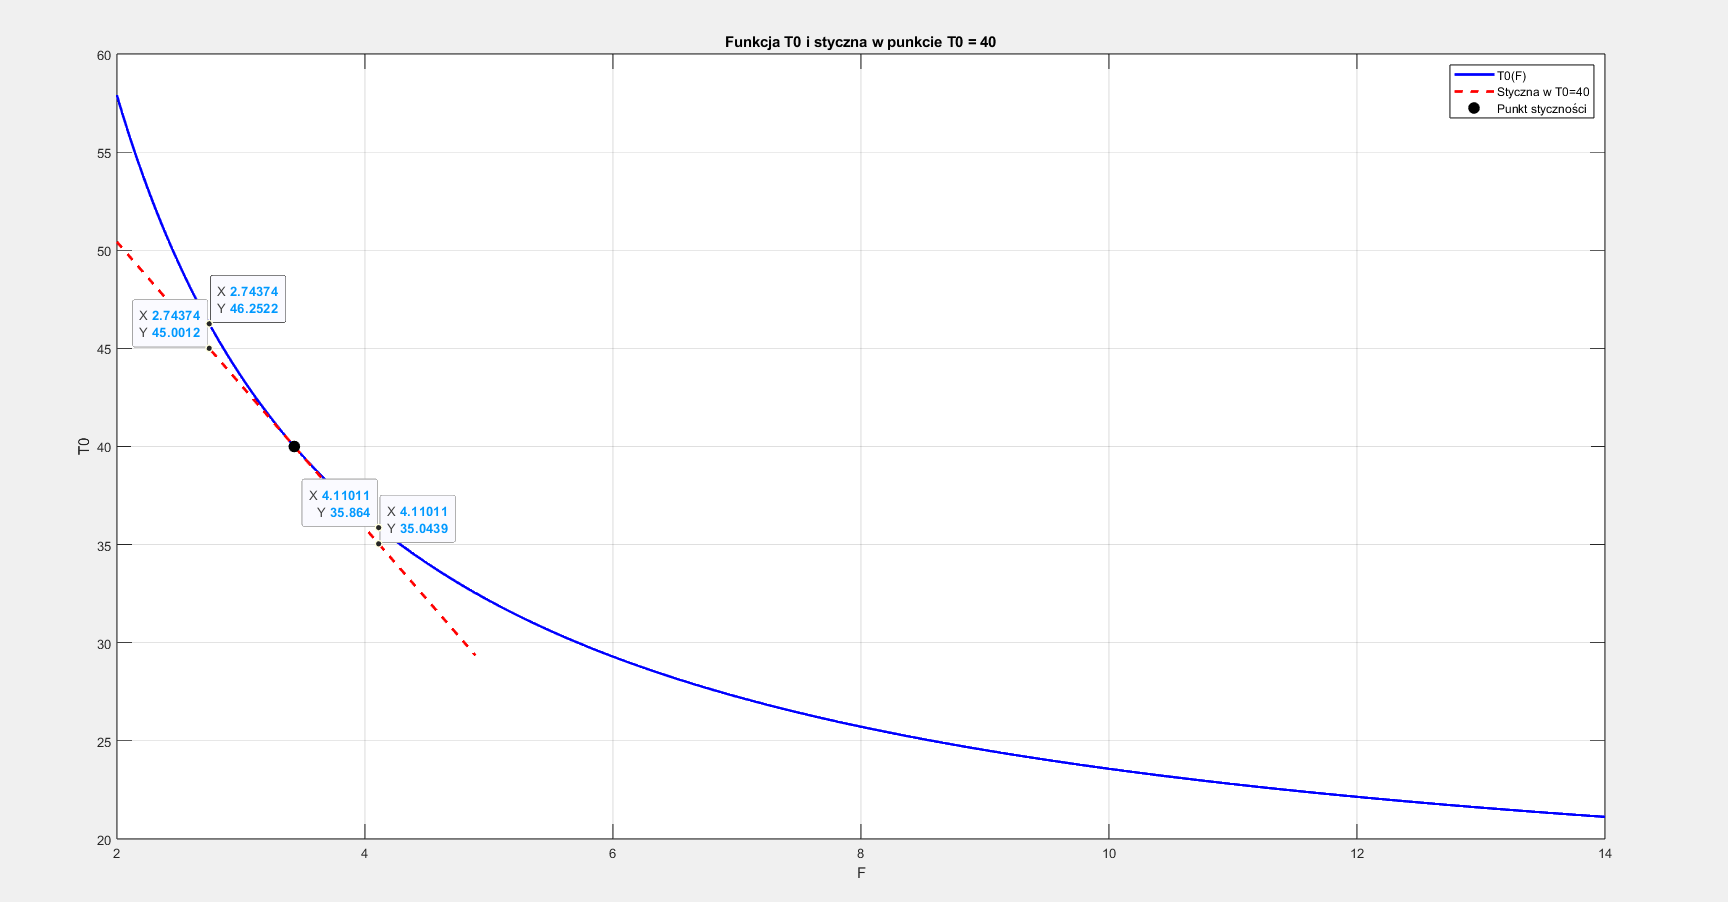 Funkcja T0 i styczna w punkcie T0 = 40
60
55
50
45
40
35
30
25
20
T0
T0(F)
Styczna w T0=40
Punkt styczności
X 2.74374
Y 46.2522
X 2.74374
Y 45.0012
X 4.11011
Y 35.864
X 4.11011
Y 35.0439
2 4 6 8 10 12 14
F